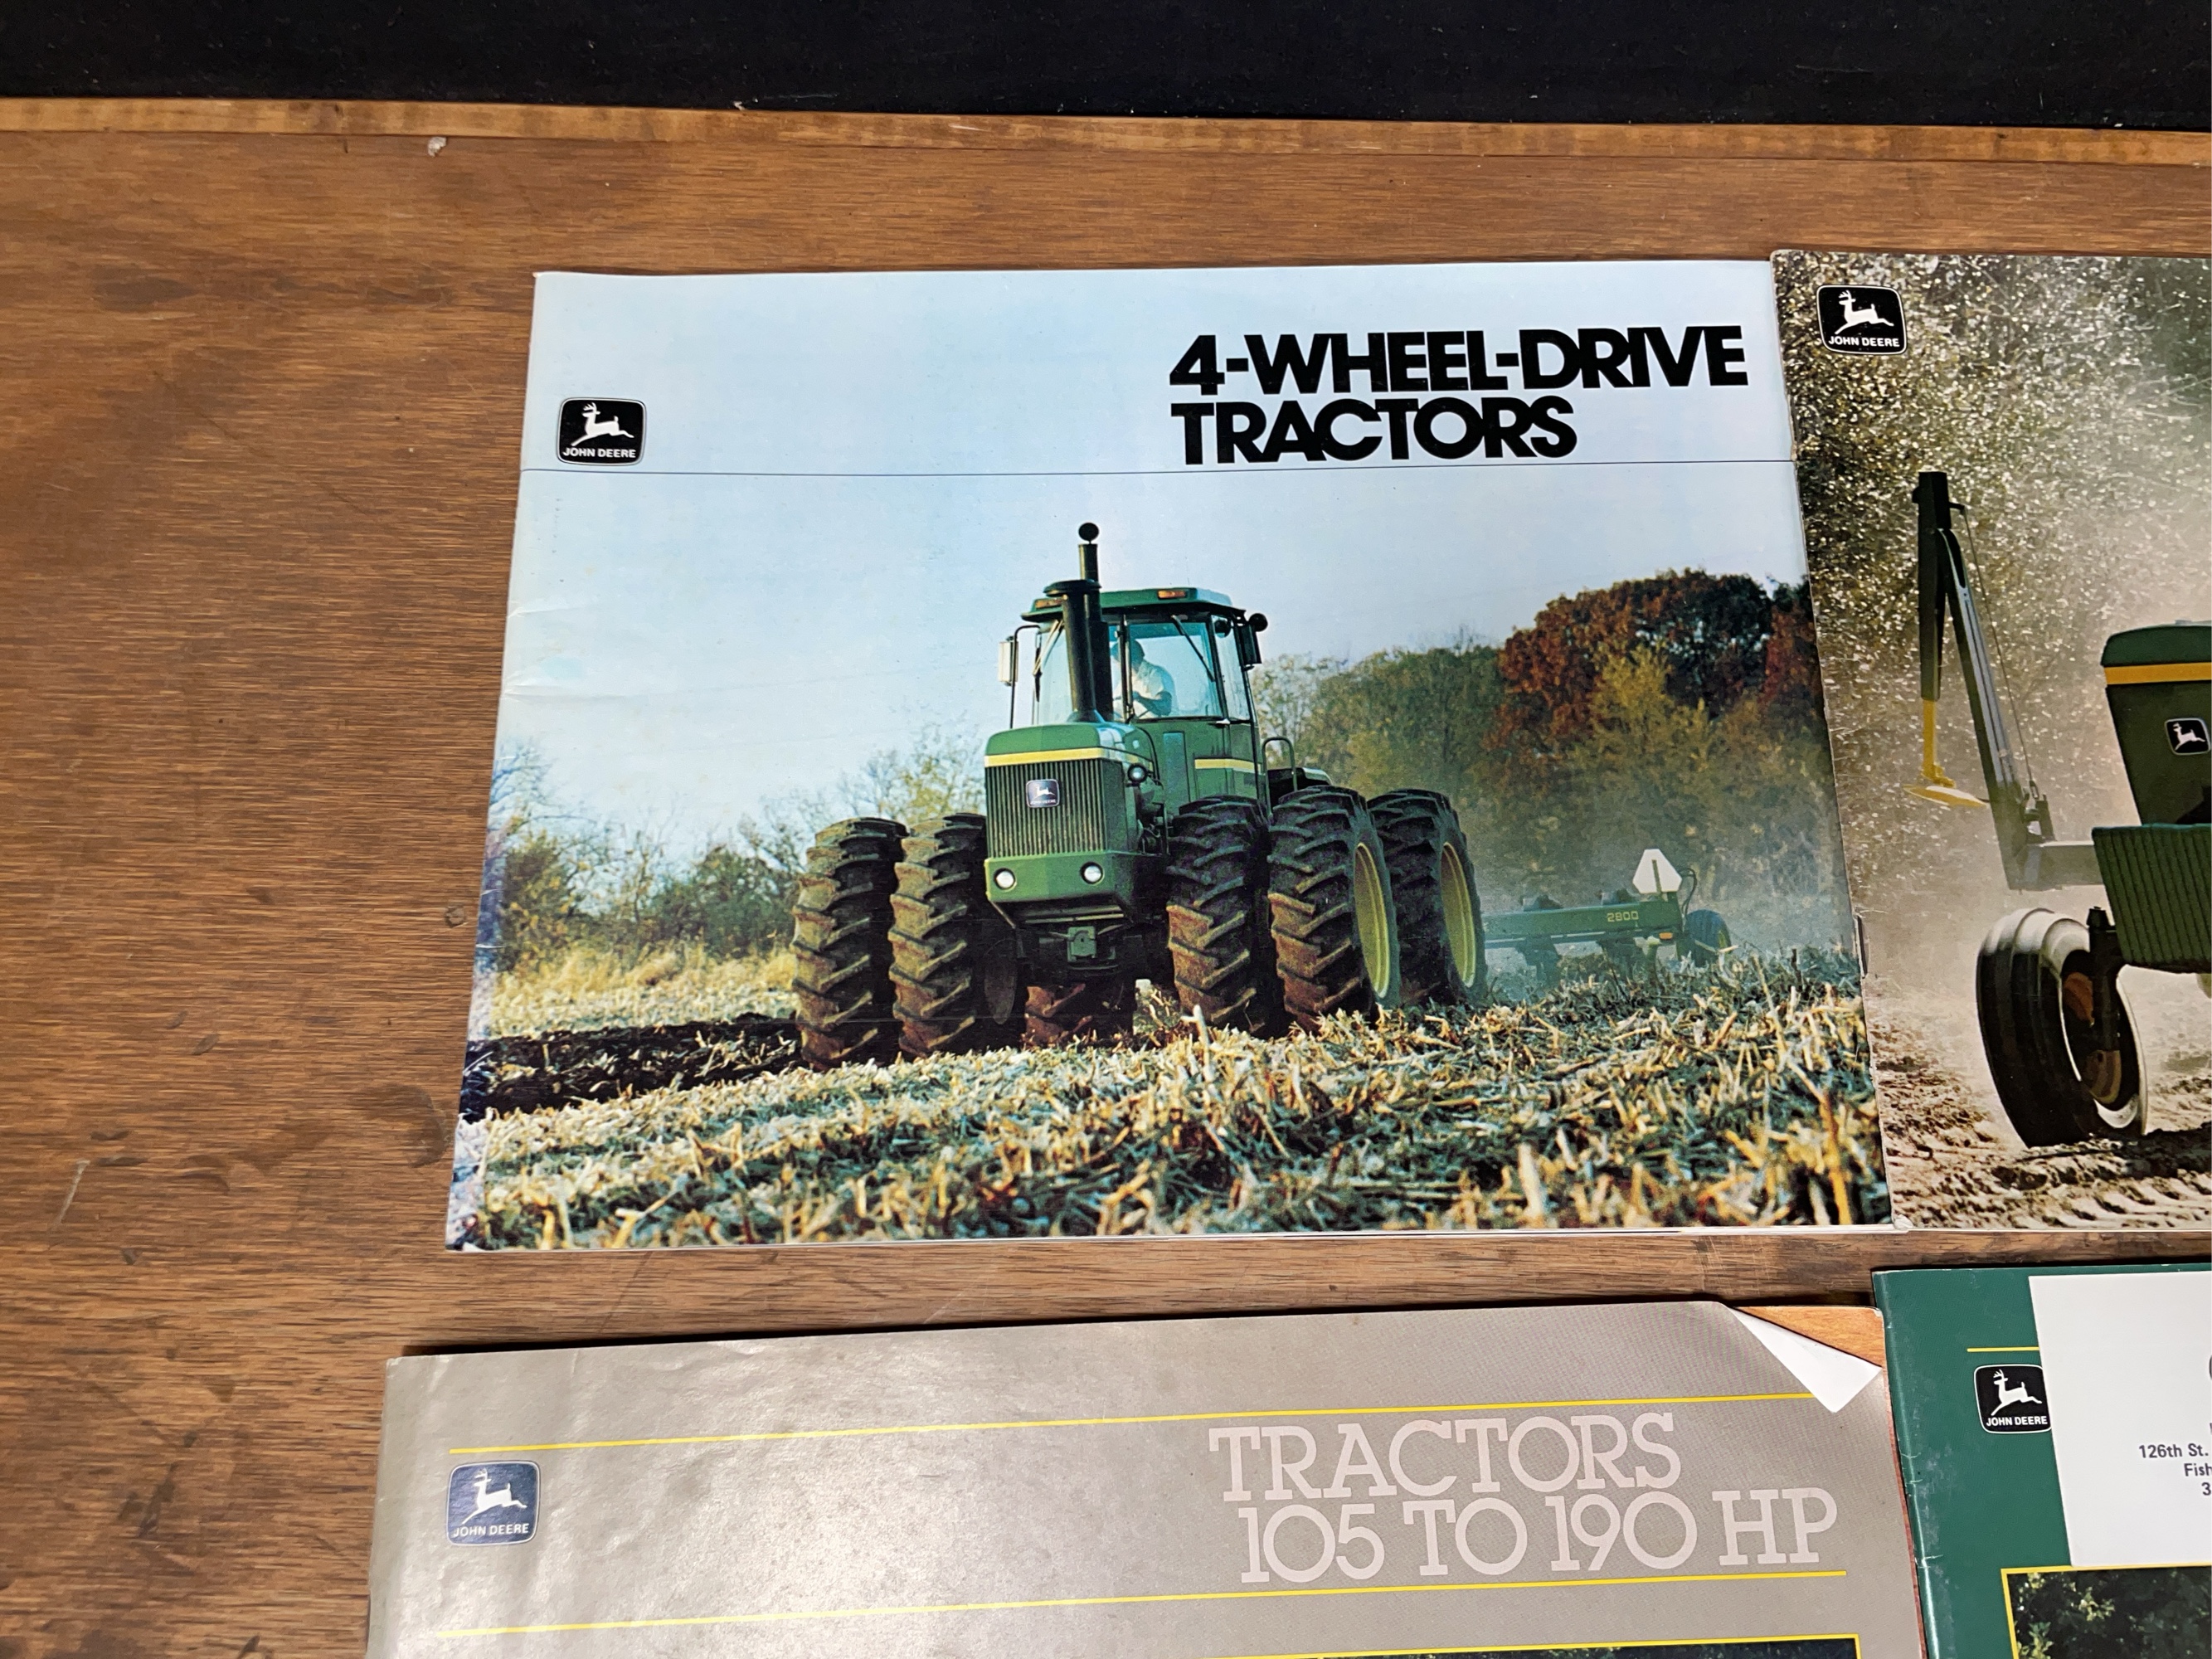 4-WHEEL-DRIVE
TRACTORS
JOHN DEERE
JOHN DEERE
2800
TRACTORS
105 TO 190 HP
JOHN DEERE
JOHN DEERE
126th St.